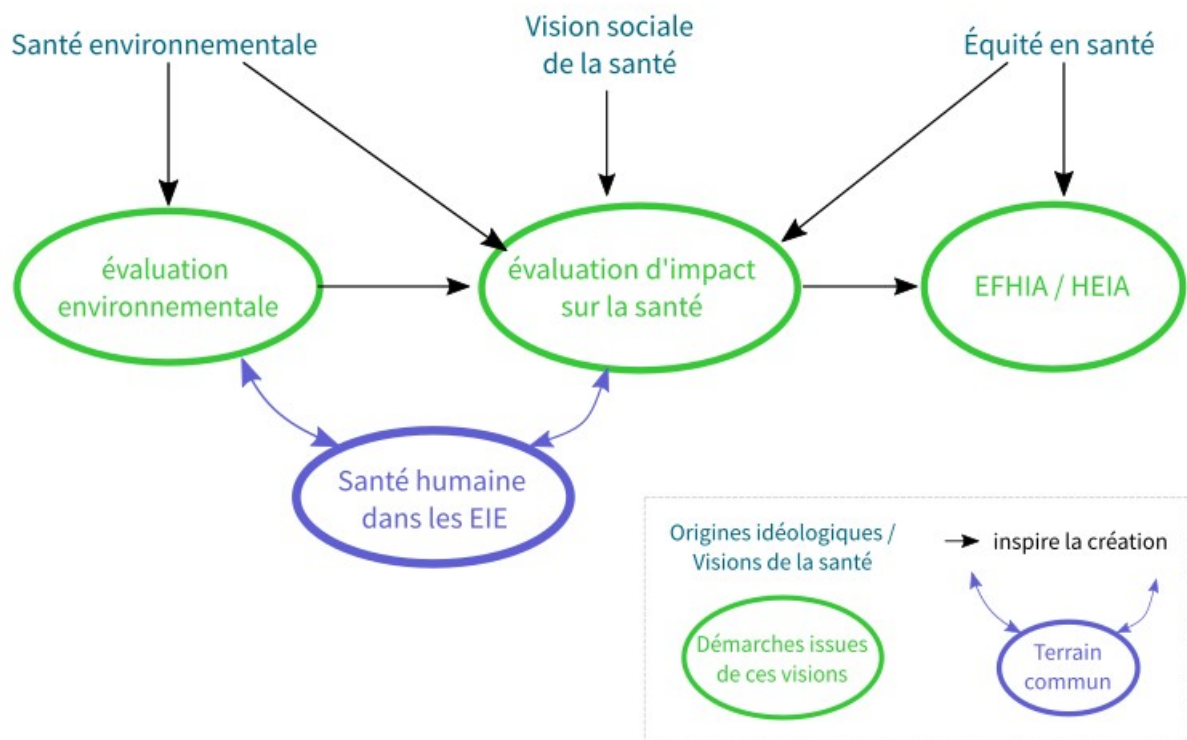 Santé environnementale
Vision sociale
de la santé
Équité en santé
évaluation
environnementale
évaluation d'impact
sur la santé
EFHIA / HEIA
Santé humaine
dans les EIE
Origines idéologiques /
Visions de la santé
inspire la création
Démarches issues
de ces visions
Terrain
commun